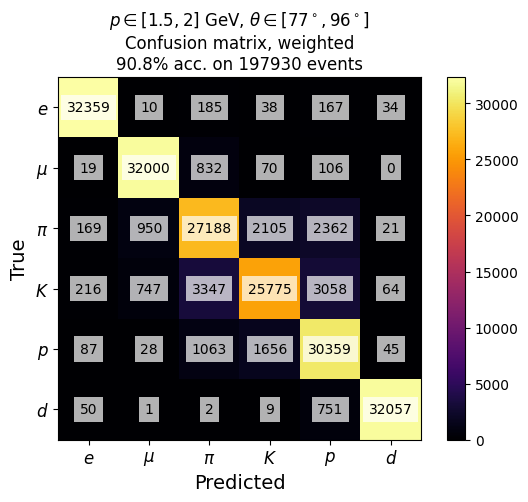 p ∈ [1.5, 2] GeV, θ ∈ [77°, 96°]
Confusion matrix, weighted
90.8% acc. on 197930 events
True
e 32359 10 185 38 167 34
μ 19 32000 832 70 106 0
π 169 950 27188 2105 2362 21
K 216 747 3347 25775 3058 64
p 87 28 1063 1656 30359 45
d 50 1 2 9 751 32057
e μ π K p d
Predicted
30000
25000
20000
15000
10000
5000
0